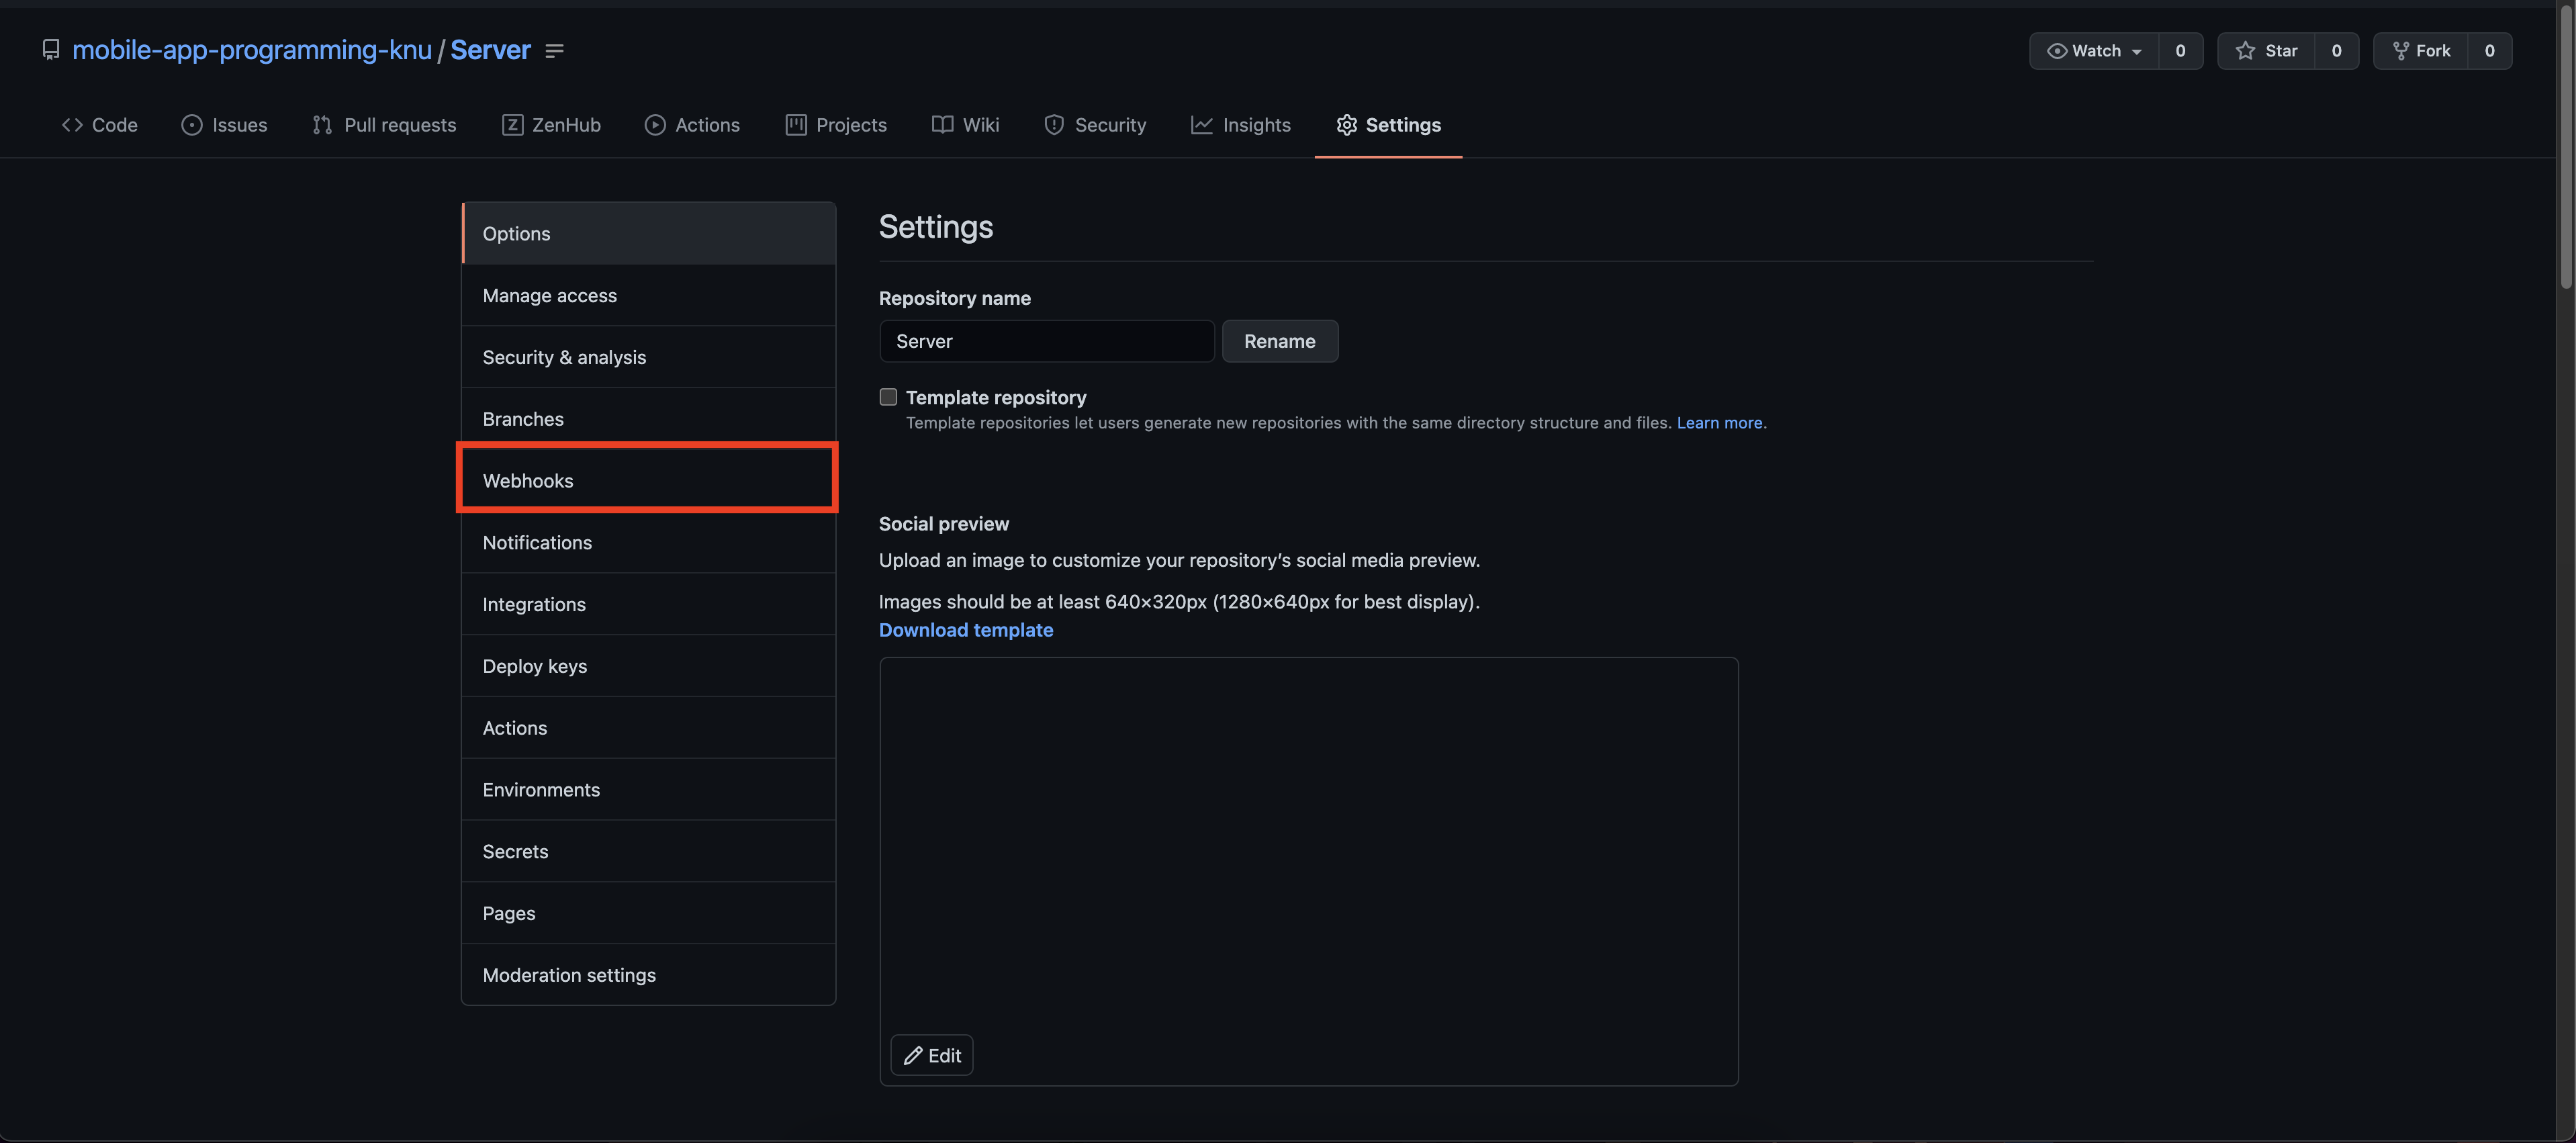 mobile-app-programming-knu / Server
Watch 0 Star 0 Fork 0
Code Issues Pull requests ZenHub Actions Projects Wiki Security Insights Settings
Options
Manage access
Security & analysis
Branches
Webhooks
Notifications
Integrations
Deploy keys
Actions
Environments
Secrets
Pages
Moderation settings
Settings
Repository name
Server Rename
Template repository
Template repositories let users generate new repositories with the same directory structure and files. Learn more.
Social preview
Upload an image to customize your repository’s social media preview.
Images should be at least 640×320px (1280×640px for best display).
Download template
Edit